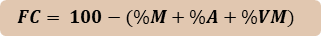 FC = 100 − (%M + %A + %VM)